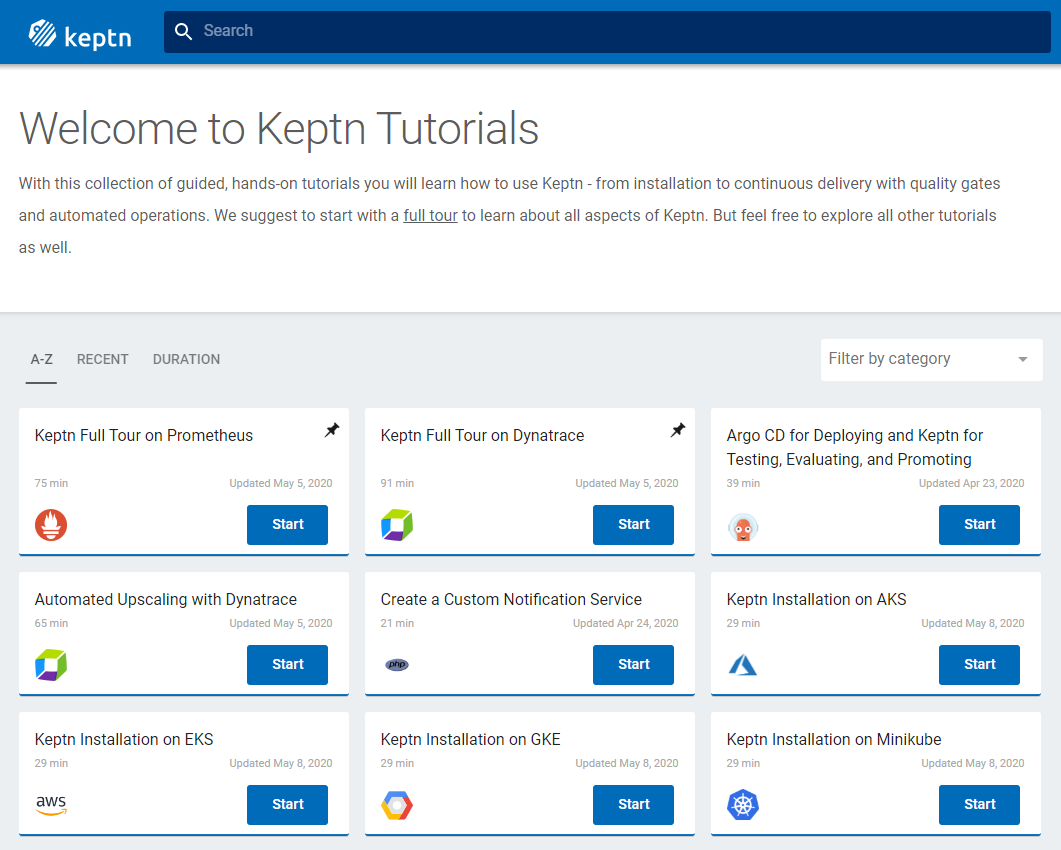 keptn
Search
Welcome to Keptn Tutorials
With this collection of guided, hands-on tutorials you will learn how to use Keptn - from installation to continuous delivery with quality gates
and automated operations. We suggest to start with a full tour to learn about all aspects of Keptn. But feel free to explore all other tutorials
as well.
A-Z RECENT DURATION
Filter by category
Keptn Full Tour on Prometheus
75 min Updated May 5, 2020
Start
Keptn Full Tour on Dynatrace
91 min Updated May 5, 2020
Start
Argo CD for Deploying and Keptn for
Testing, Evaluating, and Promoting
39 min Updated Apr 23, 2020
Start
Automated Upscaling with Dynatrace
65 min Updated May 5, 2020
Start
Create a Custom Notification Service
21 min Updated Apr 24, 2020
php
Start
Keptn Installation on AKS
29 min Updated May 8, 2020
Start
Keptn Installation on EKS
29 min Updated May 8, 2020
aws
Start
Keptn Installation on GKE
29 min Updated May 8, 2020
Start
Keptn Installation on Minikube
29 min Updated May 8, 2020
Start